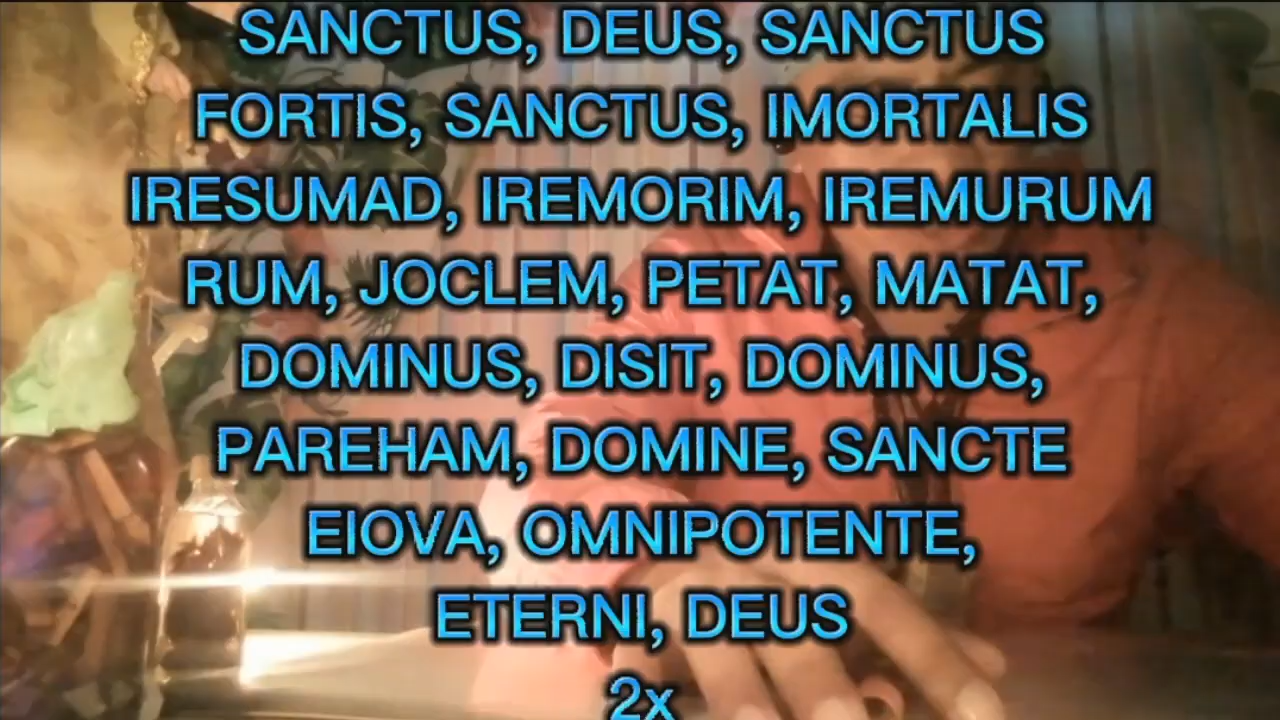 SANCTUS, DEUS, SANCTUS
FORTIS, SANCTUS, IMORTALIS
IRESUMAD, IREMORIM, IREMURUM
RUM, JOCLEM, PETAT, MATAT,
DOMINUS, DISIT, DOMINUS,
PAREHAM, DOMINE, SANCTE
EIOVA, OMNIPOTENTE,
ETERNI, DEUS
2x